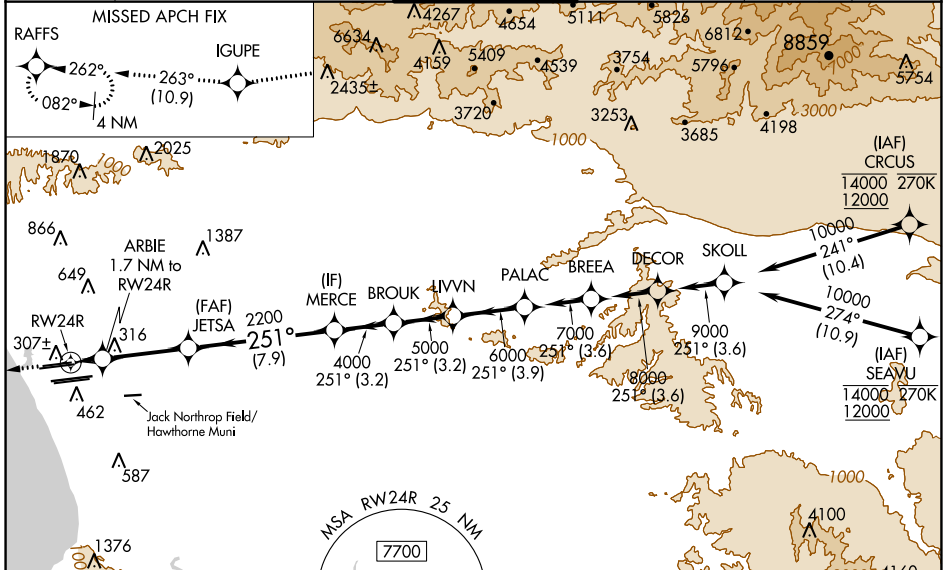 MISSED APCH FIX
RAFFS
IGUPE
262°
263°
(10.9)
082°
4 NM
4267
4654
5111
5826
6634
4159
5409
4539
3754
6812
5796
8859
5754
2435±
3720
3253
3685
4198
3000
1000
1870
1000
2025
(IAF)
CRCUS
14000 270K
12000
10000
241°
(10.4)
866
1387
649
ARBIE
1.7 NM to
RW24R
RW24R
307±
316
(FAF)
JETSA
2200
251°
(7.9)
(IF)
MERCE
BROUK
LIVVN
PALAC
BREEA
DECOR
SKOLL
4000
251° (3.2)
5000
251° (3.2)
6000
251° (3.9)
7000
251° (3.6)
8000
251° (3.6)
9000
251° (3.6)
10000
274°
(10.9)
(IAF)
SEAVU
14000 270K
12000
462
Jack Northrop Field/
Hawthorne Muni
587
1376
MSA RW24R 25 NM
7700
1000
4100